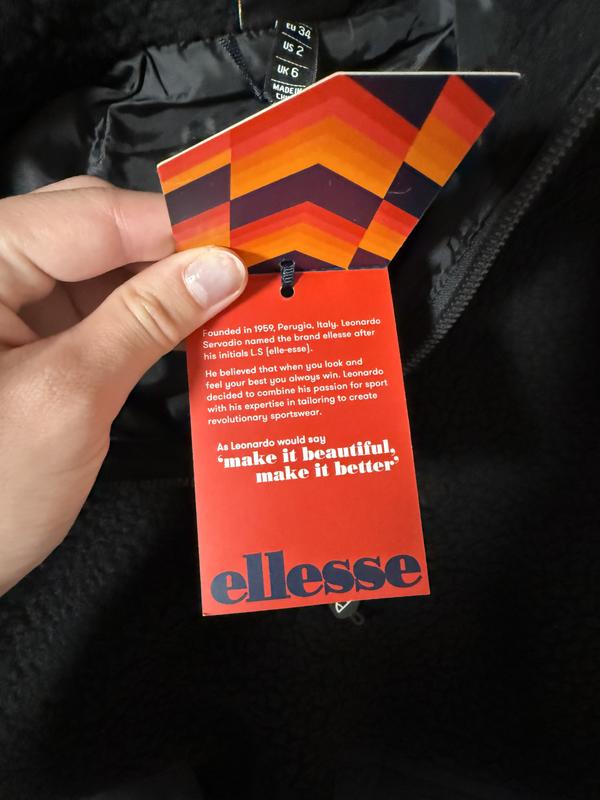 EU 34
US 2
UK 6
MADE IN
Founded in 1959, Perugia, Italy. Leonardo
Servadio named the brand ellesse after
his initials L.S (elle-esse).
He believed that when you look and
feel your best you always win. Leonardo
decided to combine his passion for sport
with his expertise in tailoring to create
revolutionary sportswear.
As Leonardo would say
‘make it beautiful,
make it better’
ellesse